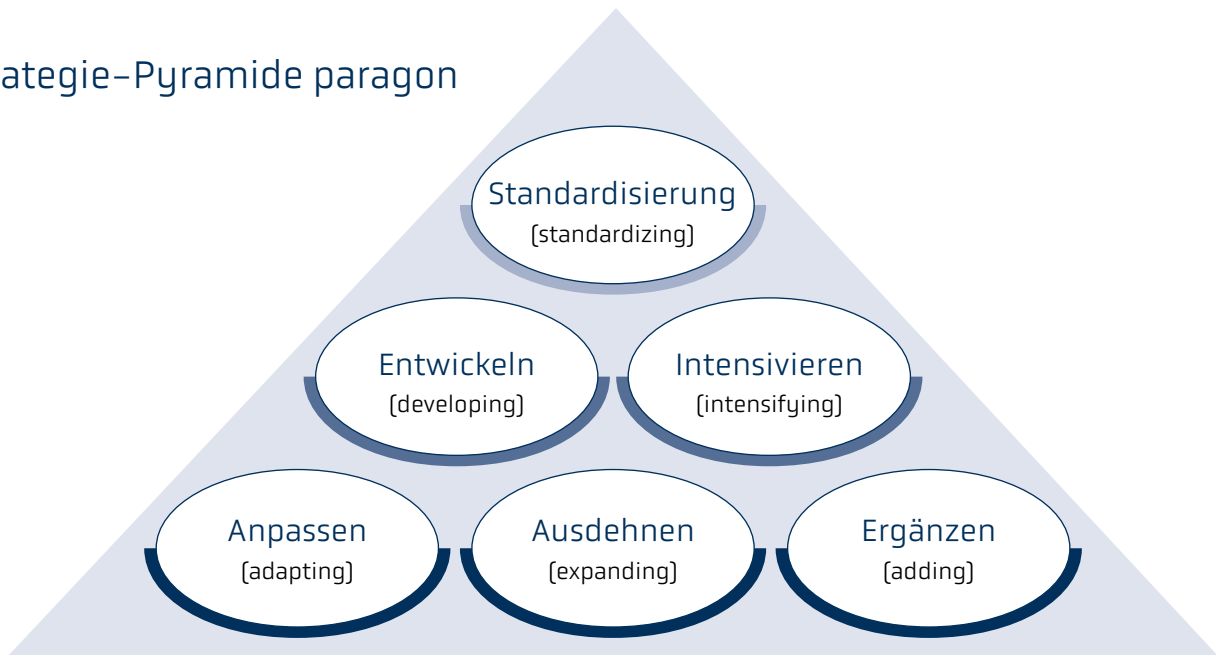 ategie-Pyramide paragon
Standardisierung
(standardizing)
Entwickeln
(developing)
Intensivieren
(intensifying)
Anpassen
(adapting)
Ausdehnen
(expanding)
Ergänzen
(adding)